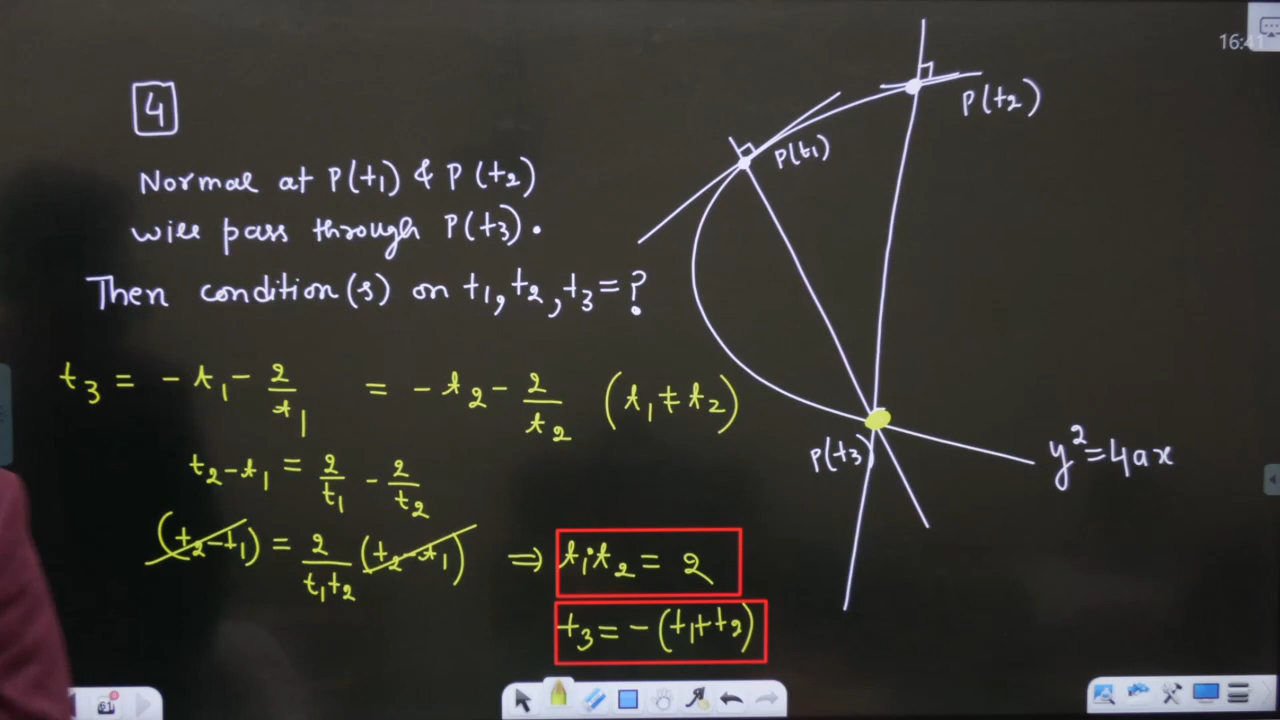 4
Normal at P(t₁) & P(t₂)
will pass through P(t₃).
Then condition(s) on t₁, t₂, t₃ = ?
t₃ = -t₁ - 2/t₁ = -t₂ - 2/t₂ (t₁ ≠ t₂)
t₂ - t₁ = 2/t₁ - 2/t₂
(t₂ - t₁) = 2/t₁t₂ (t₂ - t₁) ⇒ t₁t₂ = 2
t₃ = -(t₁ + t₂)
P(t₂)
P(t₁)
P(t₃)
y² = 4ax
61